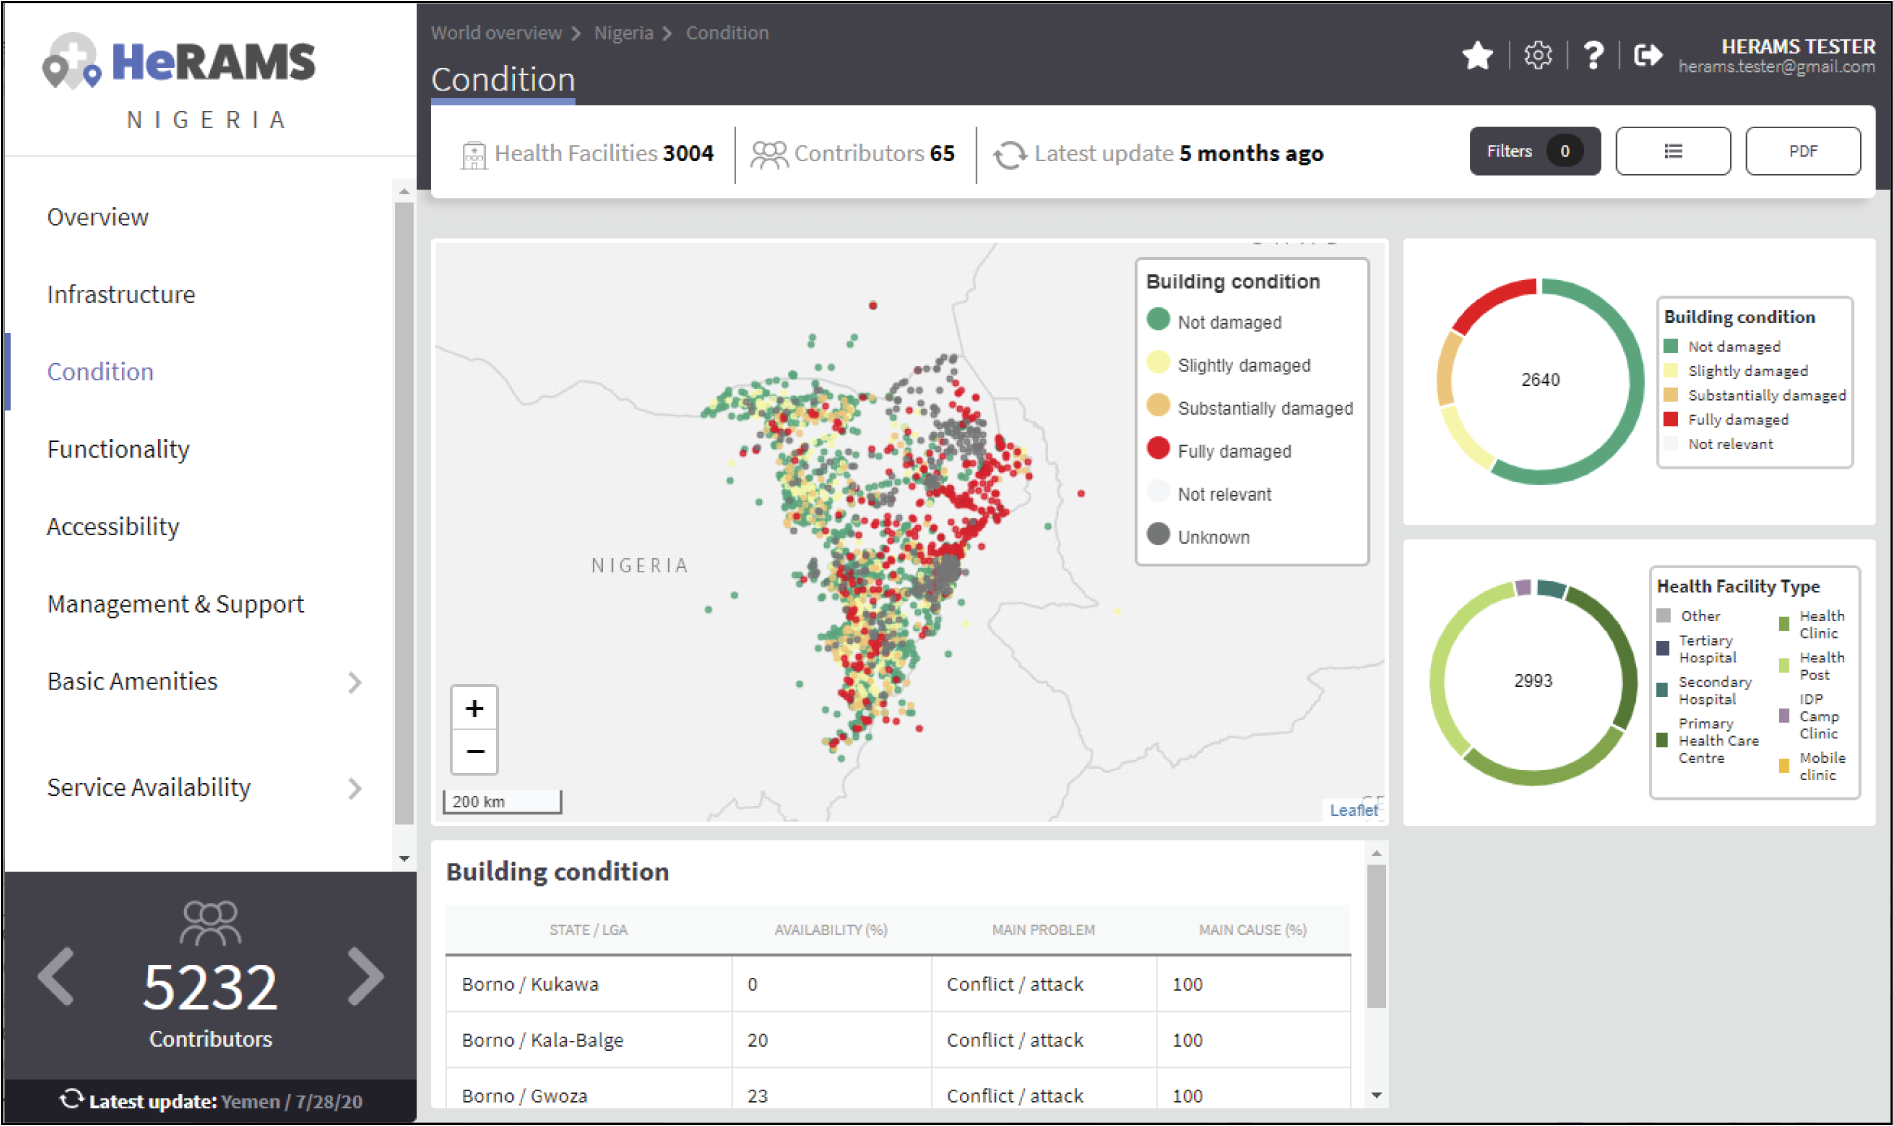 HeRAMS
NIGERIA
Overview
Infrastructure
Condition
Functionality
Accessibility
Management & Support
Basic Amenities
Service Availability
5232
Contributors
Latest update: Yemen / 7/28/20
World overview Nigeria Condition
Condition
HERAMS TESTER
herams.tester@gmail.com
Health Facilities 3004
Contributors 65
Latest update 5 months ago
Filters 0
PDF
NIGERIA
Building condition
Not damaged
Slightly damaged
Substantially damaged
Fully damaged
Not relevant
Unknown
+
−
200 km
Leaflet
2640
Building condition
Not damaged
Slightly damaged
Substantially damaged
Fully damaged
Not relevant
2993
Health Facility Type
Other
Tertiary
Hospital
Secondary
Hospital
Primary
Health Care
Centre
Health
Clinic
Health
Post
IDP
Camp
Clinic
Mobile
clinic
Building condition
STATE / LGA AVAILABILITY (%) MAIN PROBLEM MAIN CAUSE (%)
Borno / Kukawa 0 Conflict / attack 100
Borno / Kala-Balge 20 Conflict / attack 100
Borno / Gwoza 23 Conflict / attack 100